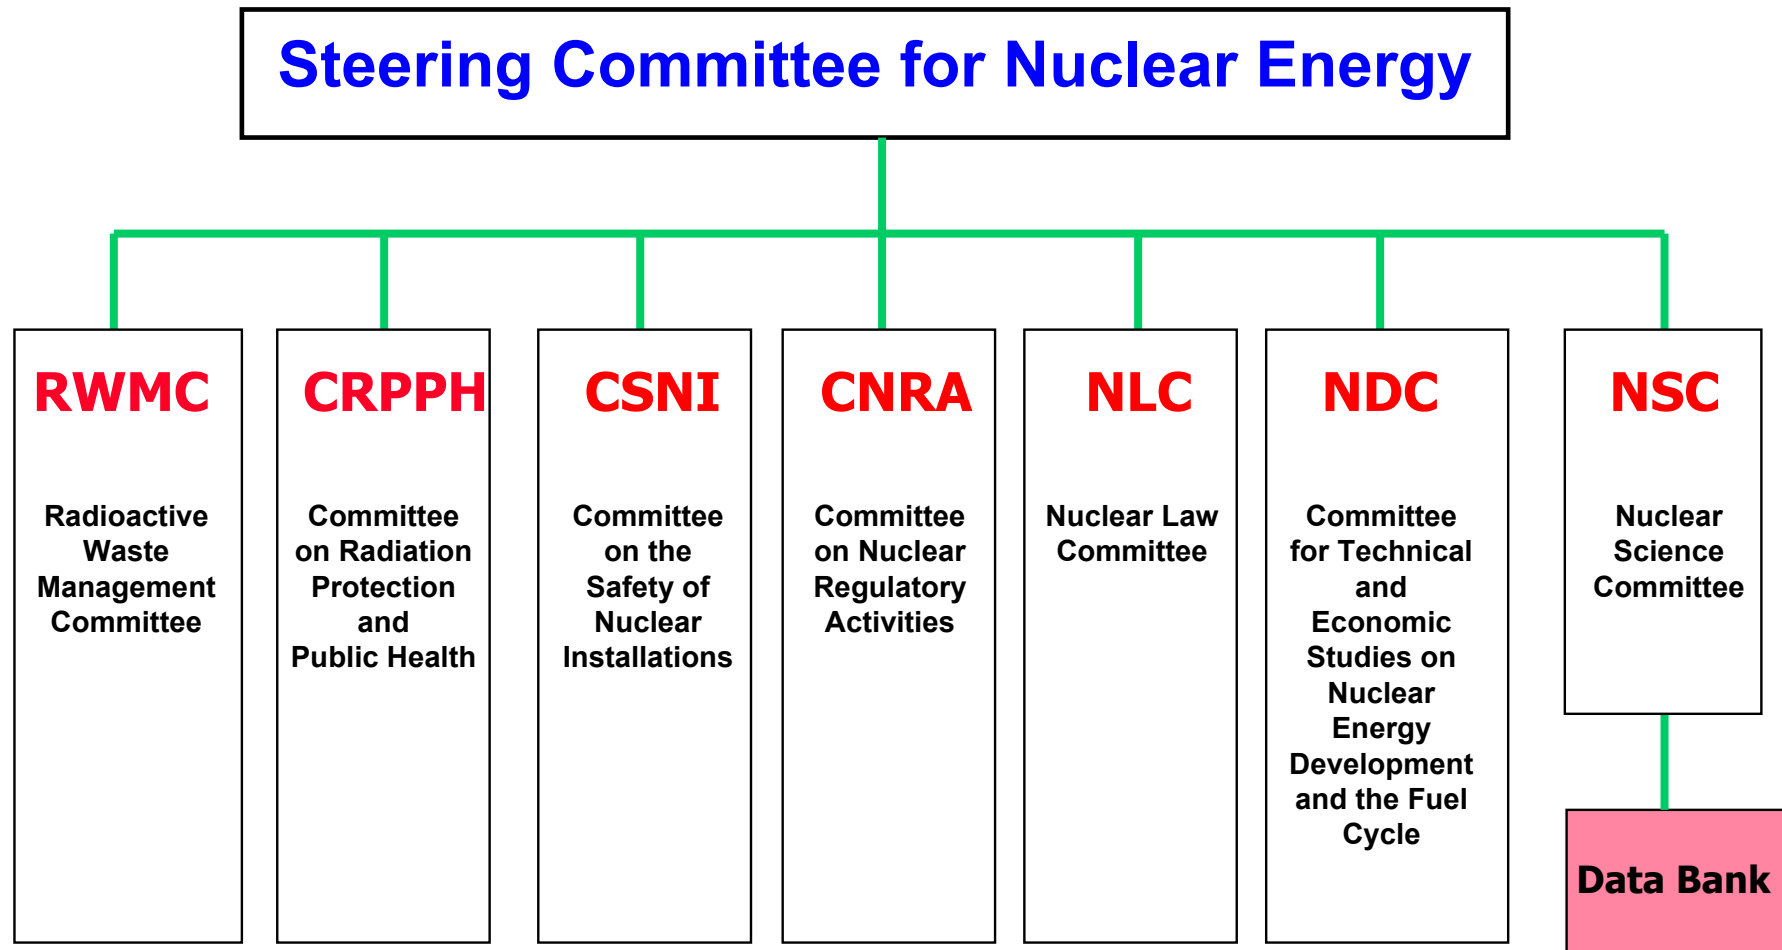 Steering Committee for Nuclear Energy
RWMC
Radioactive
Waste
Management
Committee
CRPPH
Committee
on Radiation
Protection
and
Public Health
CSNI
Committee
on the
Safety of
Nuclear
Installations
CNRA
Committee
on Nuclear
Regulatory
Activities
NLC
Nuclear Law
Committee
NDC
Committee
for Technical
and
Economic
Studies on
Nuclear
Energy
Development
and the Fuel
Cycle
NSC
Nuclear
Science
Committee
Data Bank